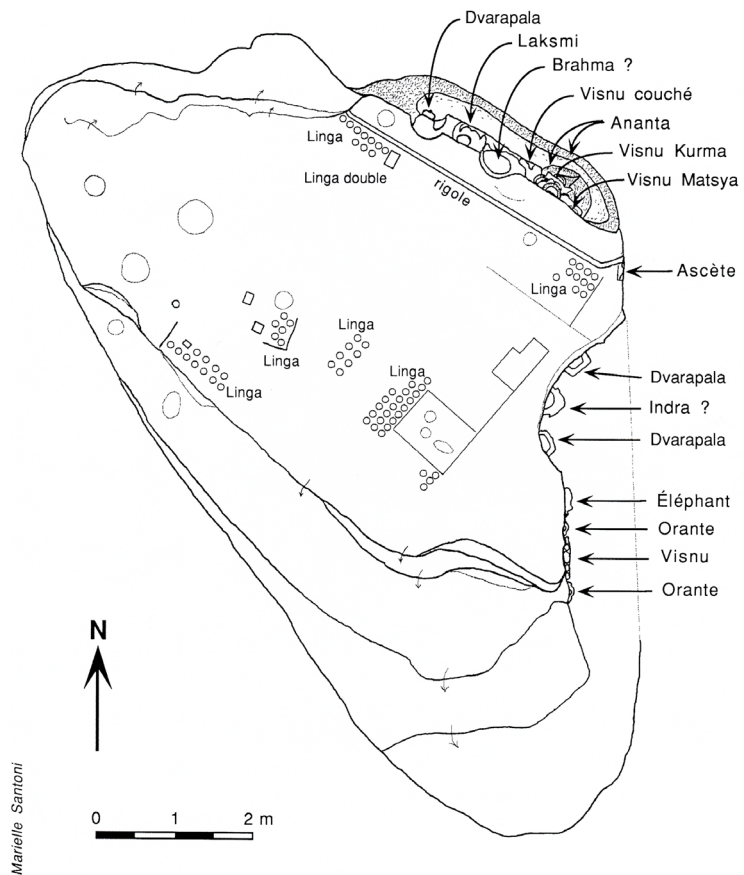 Dvarapala
Laksmi
Brahma ?
Visnu couché
Ananta
Visnu Kurma
Visnu Matsya
Linga
Linga double
rigole
Ascète
Linga
Linga
Linga
Linga
Linga
Dvarapala
Indra ?
Dvarapala
Éléphant
Orante
Visnu
Orante
N
0 1 2 m
Marielle Santoni